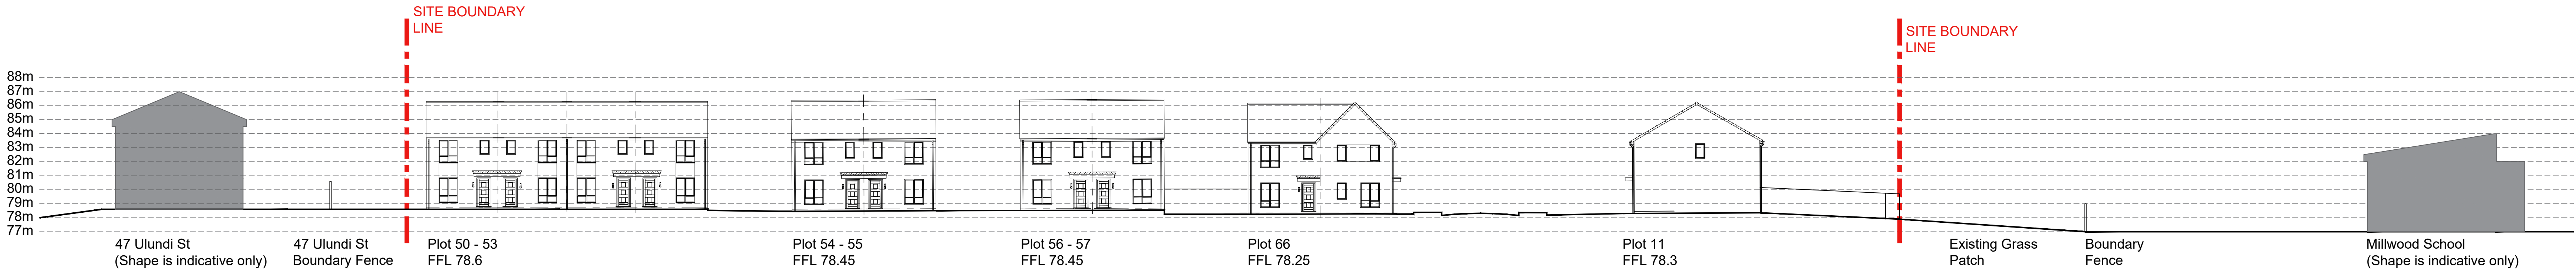 SITE BOUNDARY
LINE
SITE BOUNDARY
LINE
88m
87m
86m
85m
84m
83m
82m
81m
80m
79m
78m
77m
47 Ulundi St
(Shape is indicative only)
47 Ulundi St
Boundary Fence
Plot 50 - 53
FFL 78.6
Plot 54 - 55
FFL 78.45
Plot 56 - 57
FFL 78.45
Plot 66
FFL 78.25
Plot 11
FFL 78.3
Existing Grass
Patch
Boundary
Fence
Millwood School
(Shape is indicative only)